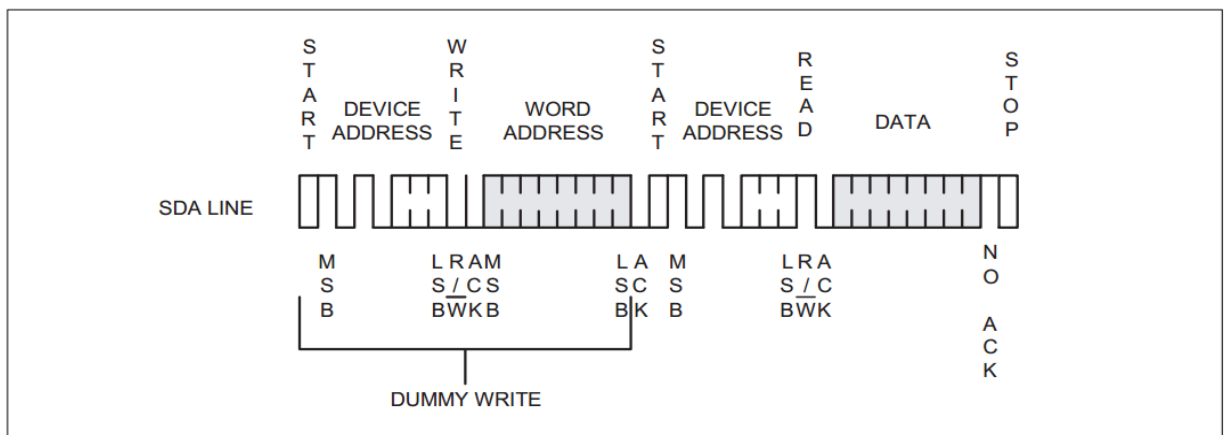 START
DEVICE
ADDRESS
WRITE
WORD
ADDRESS
START
DEVICE
ADDRESS
READ
DATA
STOP
SDA LINE
MSB
LSB
R/W
ACK
MSB
LSB
ACK
MSB
LSB
R/W
ACK
NO ACK
DUMMY WRITE